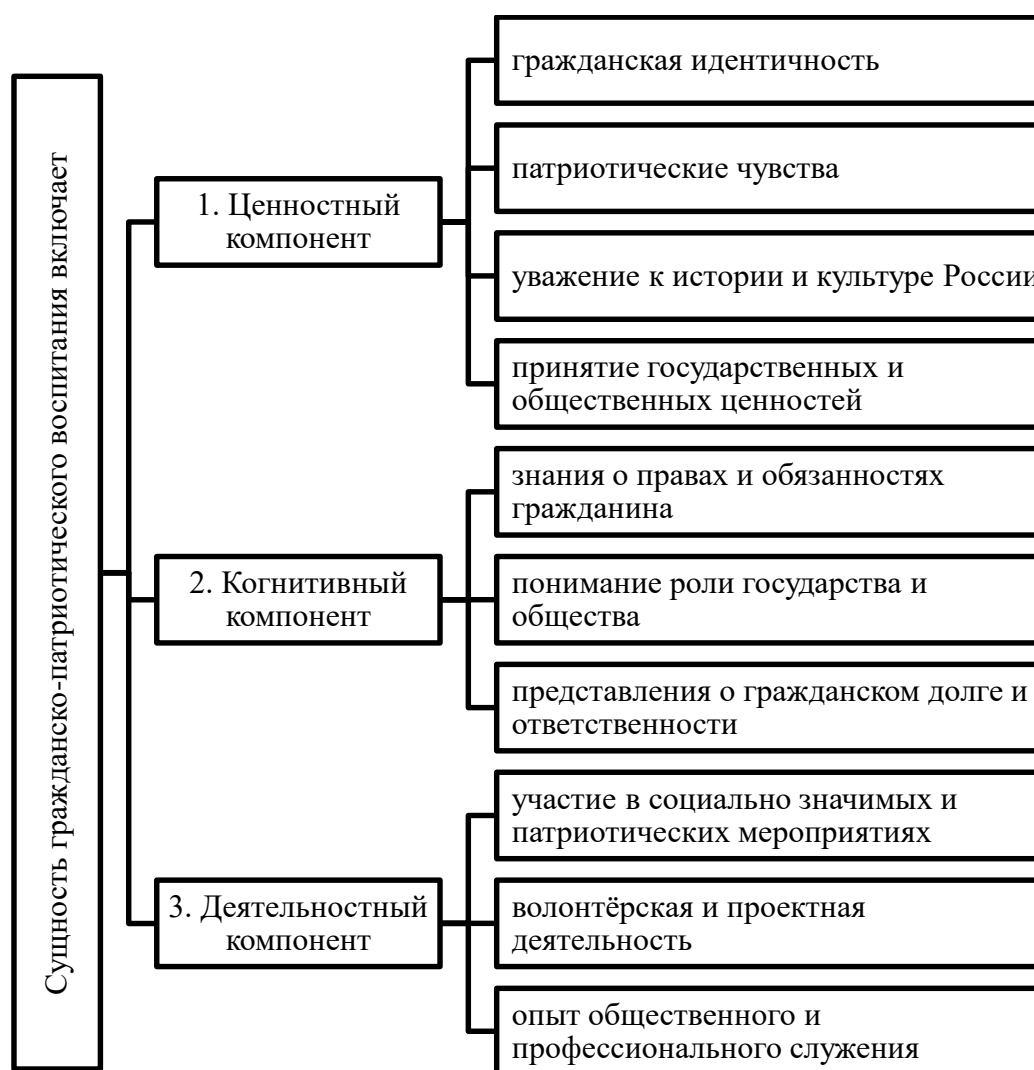 Сущность гражданско-патриотического воспитания включает
1. Ценностный
компонент
гражданская идентичность
патриотические чувства
уважение к истории и культуре России
принятие государственных и
общественных ценностей
2. Когнитивный
компонент
знания о правах и обязанностях
гражданина
понимание роли государства и
общества
представления о гражданском долге и
ответственности
3. Деятельностный
компонент
участие в социально значимых и
патриотических мероприятиях
волонтёрская и проектная
деятельность
опыт общественного и
профессионального служения